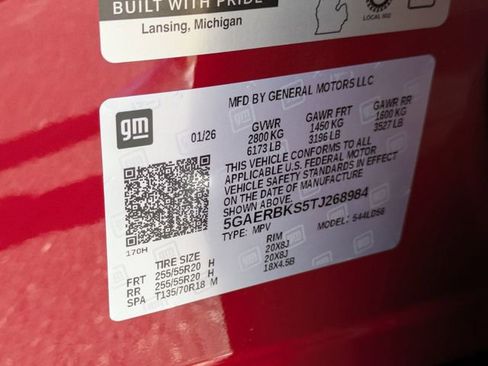 BUILT WITH PRIDE
Lansing, Michigan
LOCAL 602
MFD BY GENERAL MOTORS LLC
gm
01/26
GVWR GAWR FRT GAWR RR
2800 KG 1450 KG 1600 KG
6173 LB 3196 LB 3527 LB
THIS VEHICLE CONFORMS TO ALL
APPLICABLE U.S. FEDERAL MOTOR
VEHICLE SAFETY STANDARDS IN EFFECT
ON THE DATE OF MANUFACTURE
5GAERBKS5TJ268984
TYPE: MPV MODEL: 544LD56
170H
TIRE SIZE RIM
FRT 255/55R20 H 20X8J
RR 255/55R20 H 20X8J
SPA T135/70R18 M 18X4.5B